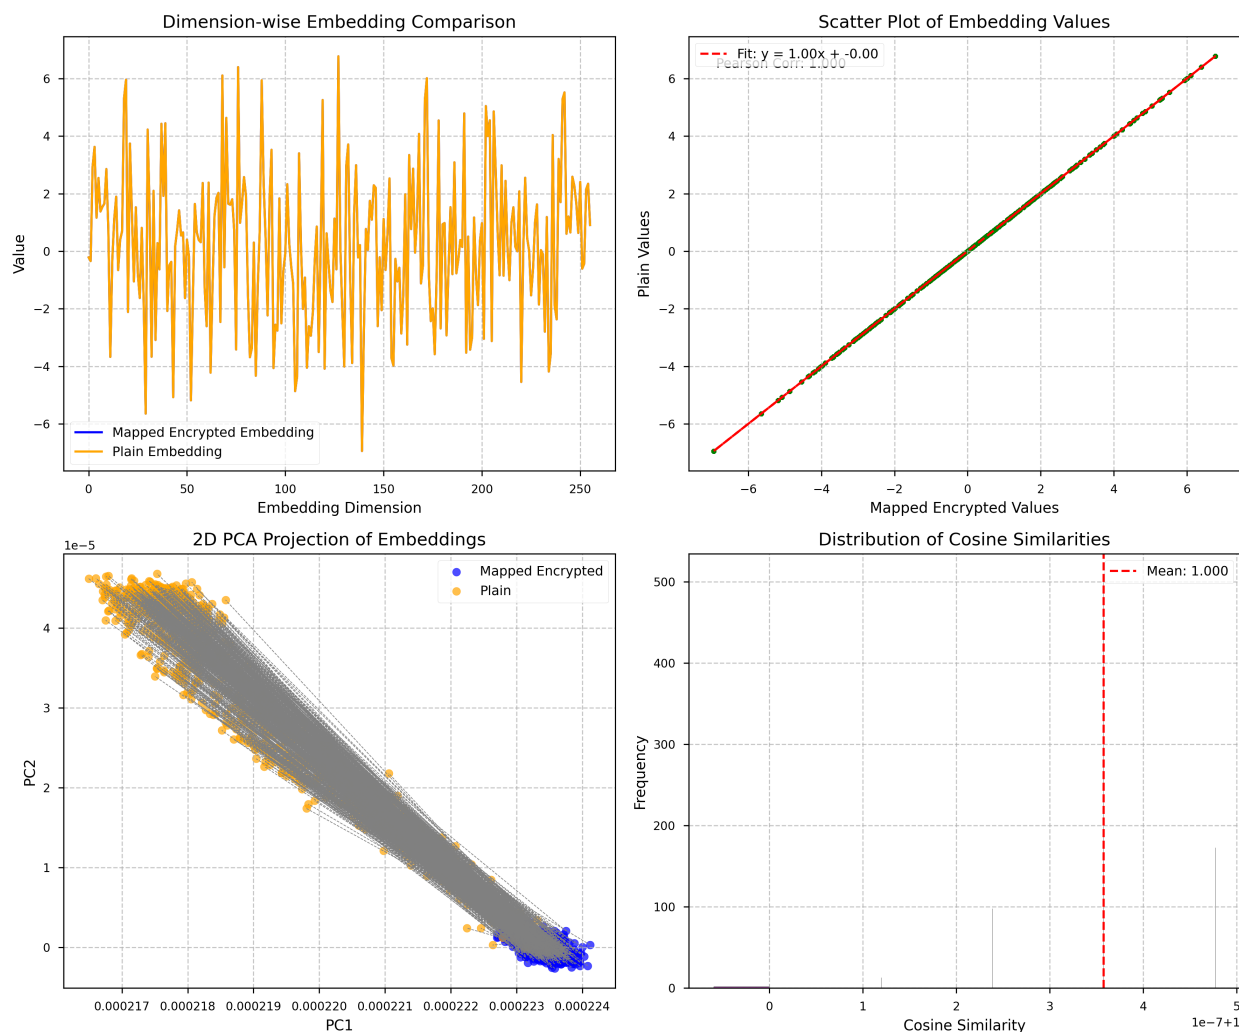 Dimension-wise Embedding Comparison
6
4
2
0
−2
−4
−6
Value
Mapped Encrypted Embedding
Plain Embedding
0 50 100 150 200 250
Embedding Dimension
Scatter Plot of Embedding Values
Fit: y = 1.00x + -0.00
Pearson Corr: 1.000
6
4
2
0
−2
−4
−6
Plain Values
−6 −4 −2 0 2 4 6
Mapped Encrypted Values
2D PCA Projection of Embeddings
1e−5
Mapped Encrypted
Plain
4
3
2
1
0
PC2
0.000217 0.000218 0.000219 0.000220 0.000221 0.000222 0.000223 0.000224
PC1
Distribution of Cosine Similarities
Mean: 1.000
500
400
300
200
100
0
Frequency
0 1 2 3 4 5
1e−7+1
Cosine Similarity